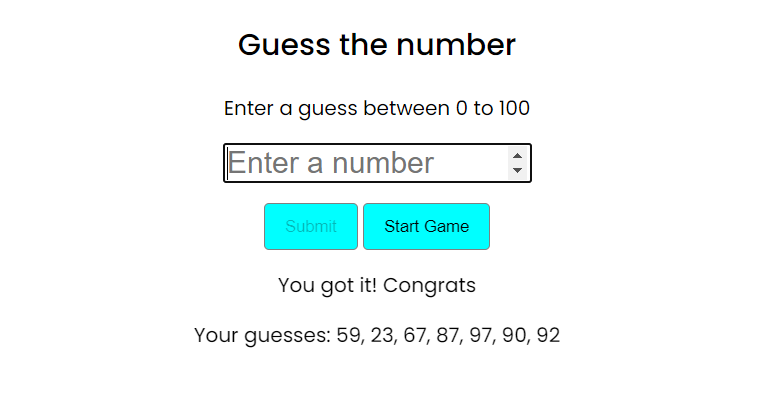 Guess the number
Enter a guess between 0 to 100
Enter a number
Submit Start Game
You got it! Congrats
Your guesses: 59, 23, 67, 87, 97, 90, 92